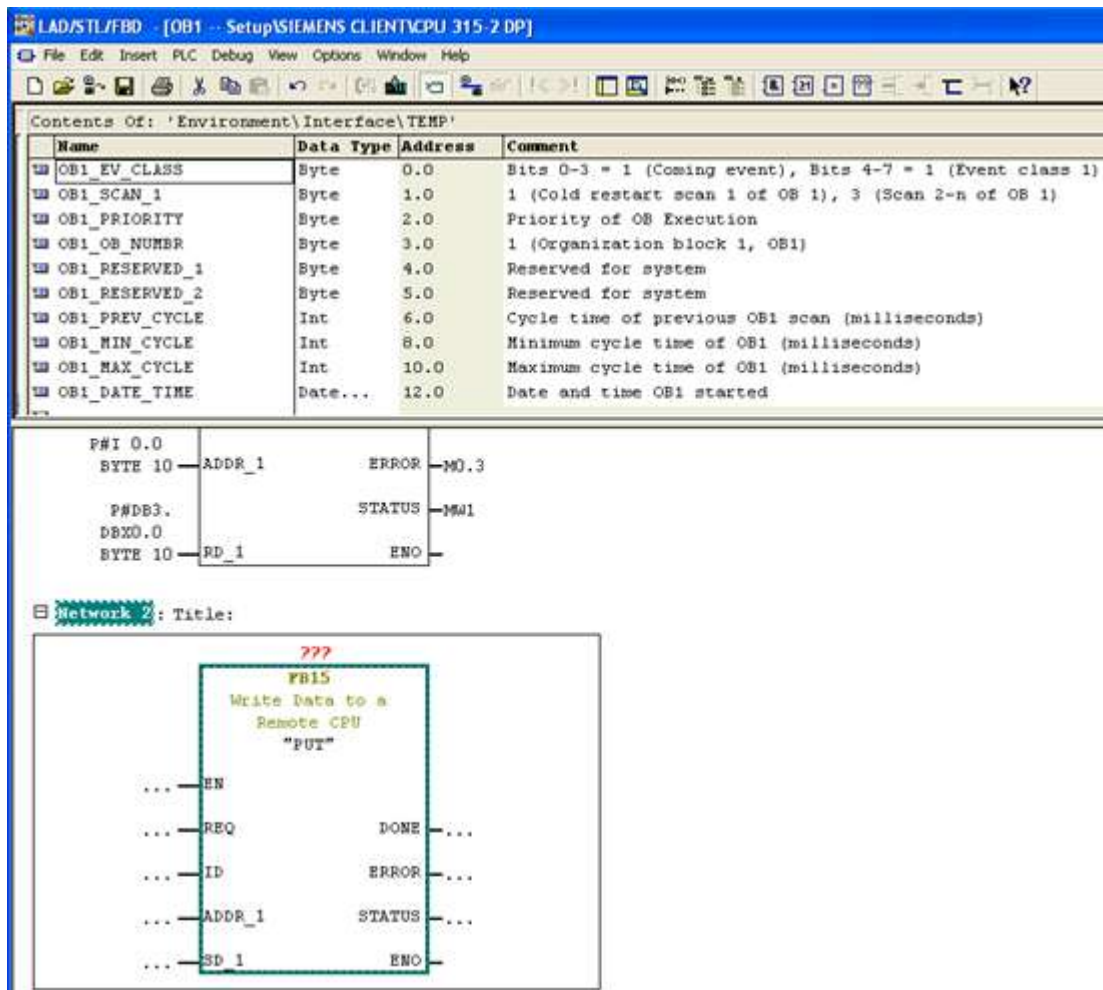 LAD/STL/FBD - [OB1 -- Setup\SIEMENS CLIENT\CPU 315-2 DP]
File Edit Insert PLC Debug View Options Window Help
Contents Of: 'Environment\Interface\TEMP'
Name Data Type Address Comment
OB1_EV_CLASS Byte 0.0 Bits 0-3 = 1 (Coming event), Bits 4-7 = 1 (Event class 1)
OB1_SCAN_1 Byte 1.0 1 (Cold restart scan 1 of OB 1), 3 (Scan 2-n of OB 1)
OB1_PRIORITY Byte 2.0 Priority of OB Execution
OB1_OB_NUMBR Byte 3.0 1 (Organization block 1, OB1)
OB1_RESERVED_1 Byte 4.0 Reserved for system
OB1_RESERVED_2 Byte 5.0 Reserved for system
OB1_PREV_CYCLE Int 6.0 Cycle time of previous OB1 scan (milliseconds)
OB1_MIN_CYCLE Int 8.0 Minimum cycle time of OB1 (milliseconds)
OB1_MAX_CYCLE Int 10.0 Maximum cycle time of OB1 (milliseconds)
OB1_DATE_TIME Date... 12.0 Date and time OB1 started
P#I 0.0
BYTE 10 ADDR_1 ERROR M0.3
P#DB3. STATUS MW1
DBX0.0
BYTE 10 RD_1 ENO
Network 2: Title:
???
FB15
Write Data to a
Remote CPU
"PUT"
... EN
... REQ DONE ...
... ID ERROR ...
... ADDR_1 STATUS ...
... SD_1 ENO